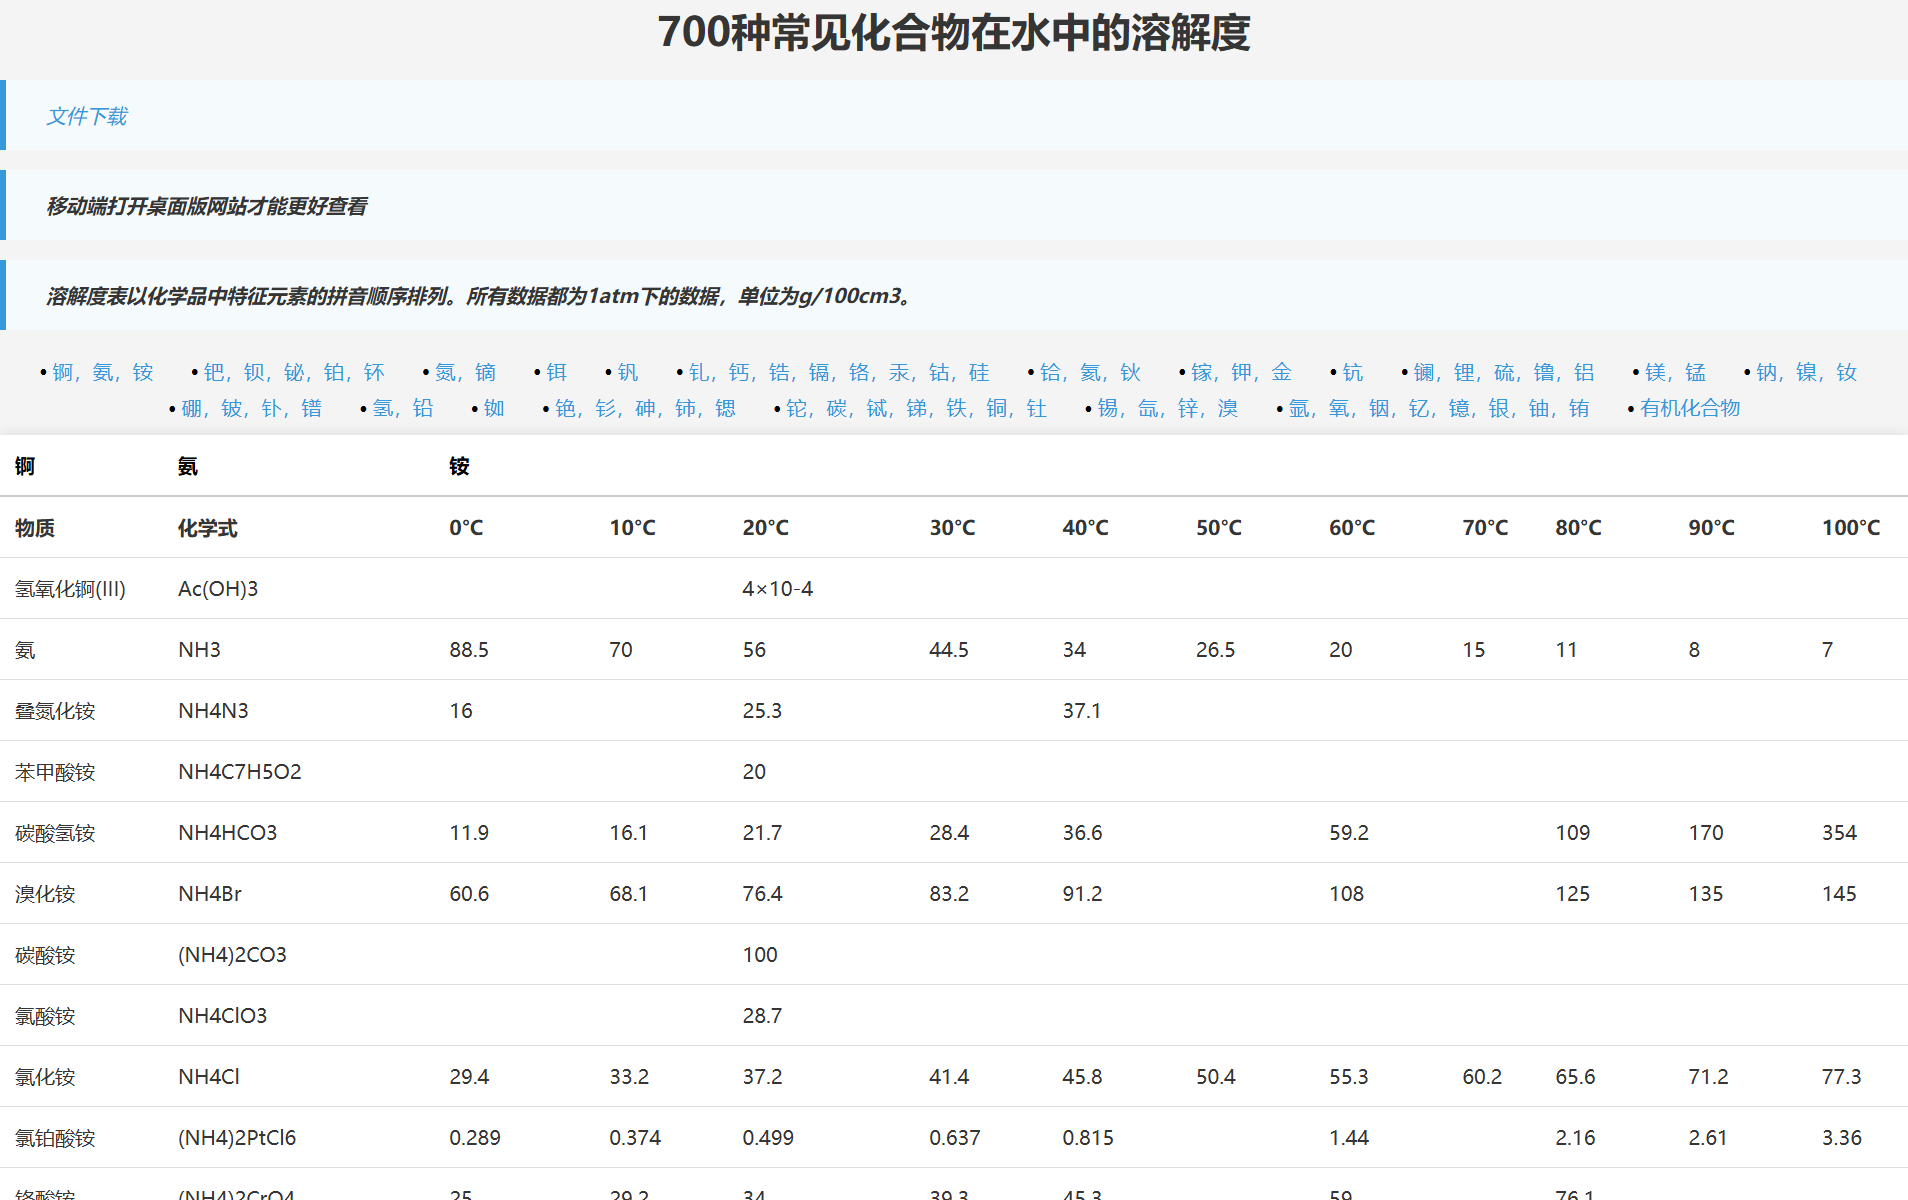 700种常见化合物在水中的溶解度
文件下载
移动端打开桌面版网站才能更好查看
溶解度表以化学品中特征元素的拼音顺序排列。所有数据都为1atm下的数据，单位为g/100cm3。
• 锕，氨，铵 • 钯，钡，铋，铂，钚 • 氮，镝 • 铒 • 钒 • 钆，钙，锆，镉，铬，汞，钴，硅 • 铪，氦，钬 • 镓，钾，金 • 钪 • 镧，锂，硫，镥，铝 • 镁，锰 • 钠，镍，钕
• 硼，铍，钋，镨 • 氢，铅 • 铷 • 铯，钐，砷，铈，锶 • 铊，碳，铽，锑，铁，铜，钍 • 锡，氙，锌，溴 • 氩，氧，铟，钇，镱，银，铀，铕 • 有机化合物
锕 氨 铵
物质 化学式 0°C 10°C 20°C 30°C 40°C 50°C 60°C 70°C 80°C 90°C 100°C
氢氧化锕(III) Ac(OH)3 4×10-4
氨 NH3 88.5 70 56 44.5 34 26.5 20 15 11 8 7
叠氮化铵 NH4N3 16 25.3 37.1
苯甲酸铵 NH4C7H5O2 20
碳酸氢铵 NH4HCO3 11.9 16.1 21.7 28.4 36.6 59.2 109 170 354
溴化铵 NH4Br 60.6 68.1 76.4 83.2 91.2 108 125 135 145
碳酸铵 (NH4)2CO3 100
氯酸铵 NH4ClO3 28.7
氯化铵 NH4Cl 29.4 33.2 37.2 41.4 45.8 50.4 55.3 60.2 65.6 71.2 77.3
氯铂酸铵 (NH4)2PtCl6 0.289 0.374 0.499 0.637 0.815 1.44 2.16 2.61 3.36
铬酸铵 (NH4)2CrO4 25 29.2 34 39.3 45.3 59 76.1